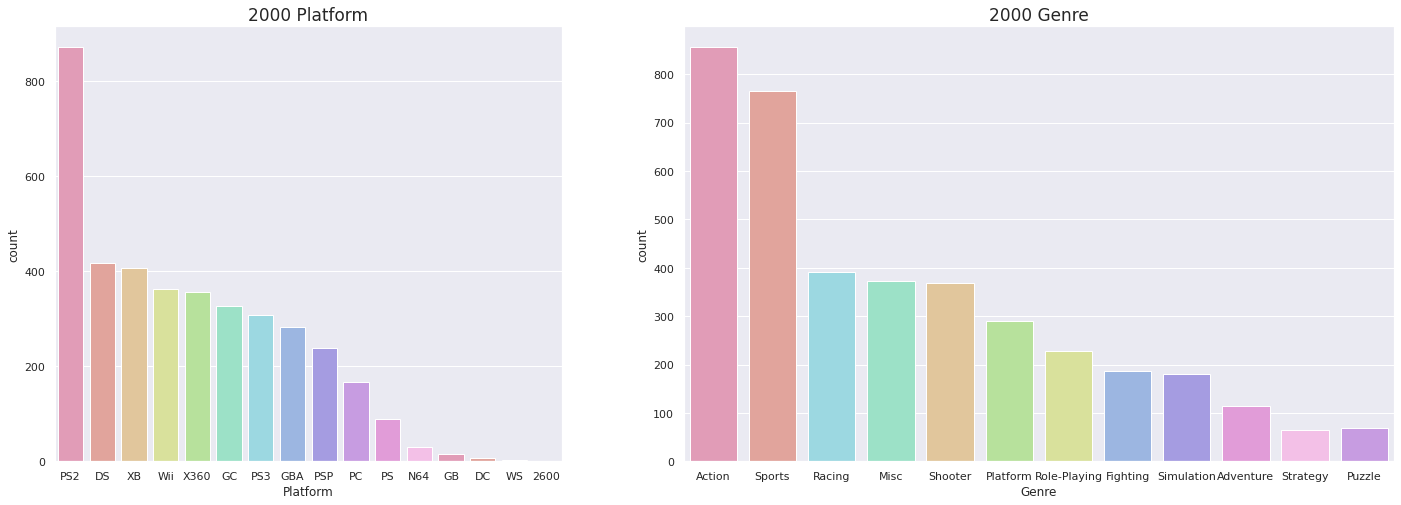 2000 Platform
800
600
400
200
0
count
PS2 DS XB Wii X360 GC PS3 GBA PSP PC PS N64 GB DC WS 2600
Platform
2000 Genre
800
700
600
500
400
300
200
100
0
count
Action Sports Racing Misc Shooter Platform Role-Playing Fighting Simulation Adventure Strategy Puzzle
Genre